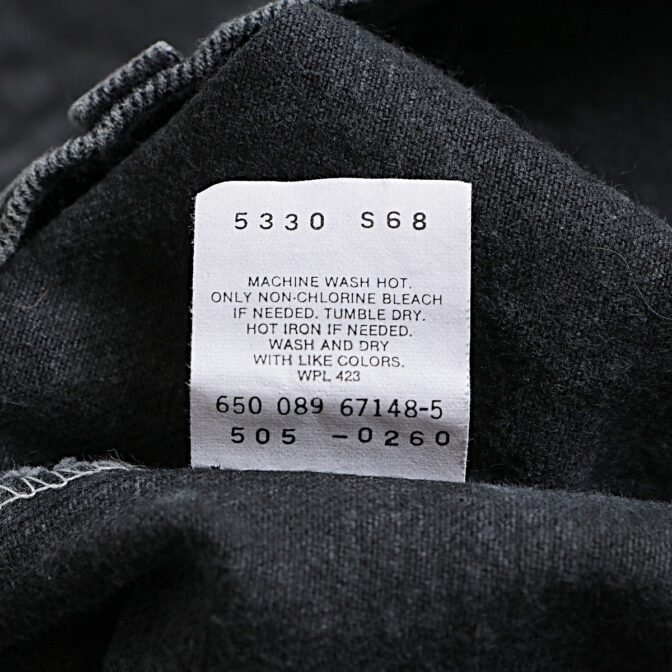 5330 S68
MACHINE WASH HOT.
ONLY NON-CHLORINE BLEACH
IF NEEDED. TUMBLE DRY.
HOT IRON IF NEEDED.
WASH AND DRY
WITH LIKE COLORS.
WPL 423
650 089 67148-5
505 -0260